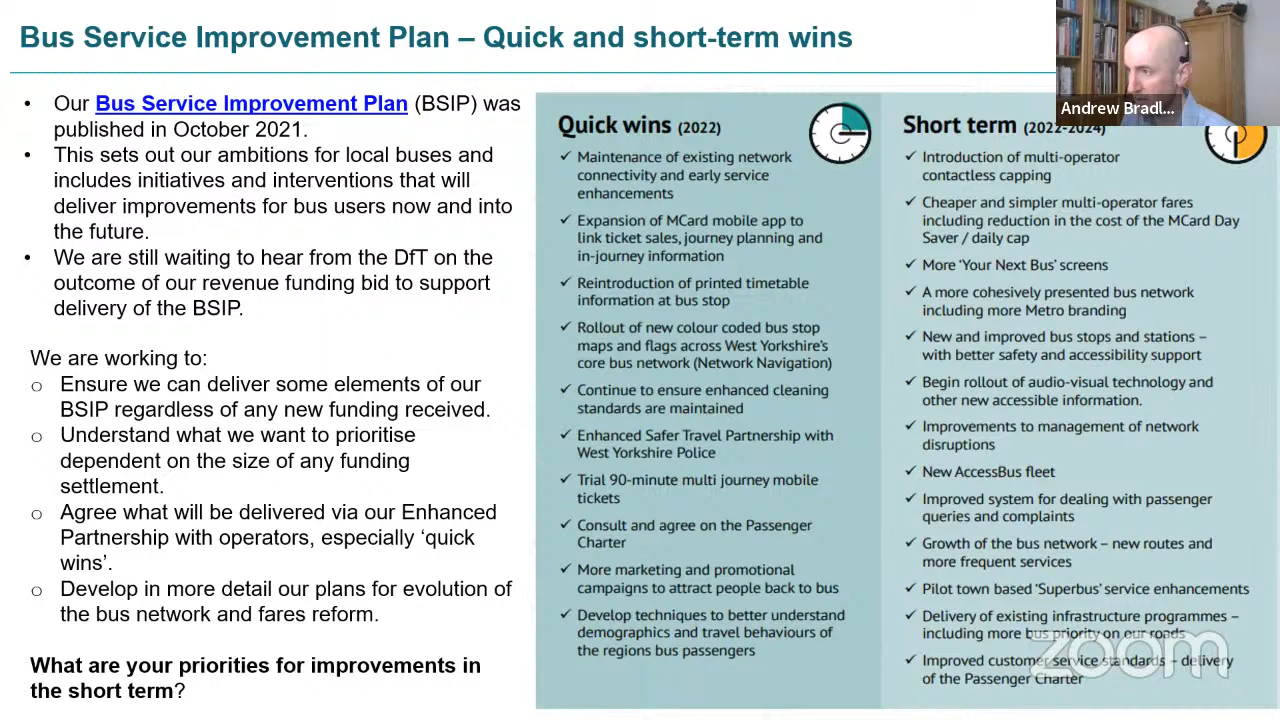 Bus Service Improvement Plan – Quick and short-term wins
• Our Bus Service Improvement Plan (BSIP) was
published in October 2021.
• This sets out our ambitions for local buses and
includes initiatives and interventions that will
deliver improvements for bus users now and into
the future.
• We are still waiting to hear from the DfT on the
outcome of our revenue funding bid to support
delivery of the BSIP.
We are working to:
o Ensure we can deliver some elements of our
BSIP regardless of any new funding received.
o Understand what we want to prioritise
dependent on the size of any funding
settlement.
o Agree what will be delivered via our Enhanced
Partnership with operators, especially ‘quick
wins’.
o Develop in more detail our plans for evolution of
the bus network and fares reform.
What are your priorities for improvements in
the short term?
Quick wins (2022)
✓ Maintenance of existing network
connectivity and early service
enhancements
✓ Expansion of MCard mobile app to
link ticket sales, journey planning and
in-journey information
✓ Reintroduction of printed timetable
information at bus stop
✓ Rollout of new colour coded bus stop
maps and flags across West Yorkshire’s
core bus network (Network Navigation)
✓ Continue to ensure enhanced cleaning
standards are maintained
✓ Enhanced Safer Travel Partnership with
West Yorkshire Police
✓ Trial 90-minute multi journey mobile
tickets
✓ Consult and agree on the Passenger
Charter
✓ More marketing and promotional
campaigns to attract people back to bus
✓ Develop techniques to better understand
demographics and travel behaviours of
the regions bus passengers
Short term (2022-2024)
✓ Introduction of multi-operator
contactless capping
✓ Cheaper and simpler multi-operator fares
including reduction in the cost of the MCard Day
Saver / daily cap
✓ More ‘Your Next Bus’ screens
✓ A more cohesively presented bus network
including more Metro branding
✓ New and improved bus stops and stations –
with better safety and accessibility support
✓ Begin rollout of audio-visual technology and
other new accessible information.
✓ Improvements to management of network
disruptions
✓ New AccessBus fleet
✓ Improved system for dealing with passenger
queries and complaints
✓ Growth of the bus network – new routes and
more frequent services
✓ Pilot town based ‘Superbus’ service enhancements
✓ Delivery of existing infrastructure programmes –
including more bus priority on our roads
✓ Improved customer service standards – delivery
of the Passenger Charter
Andrew Bradl...
zoom